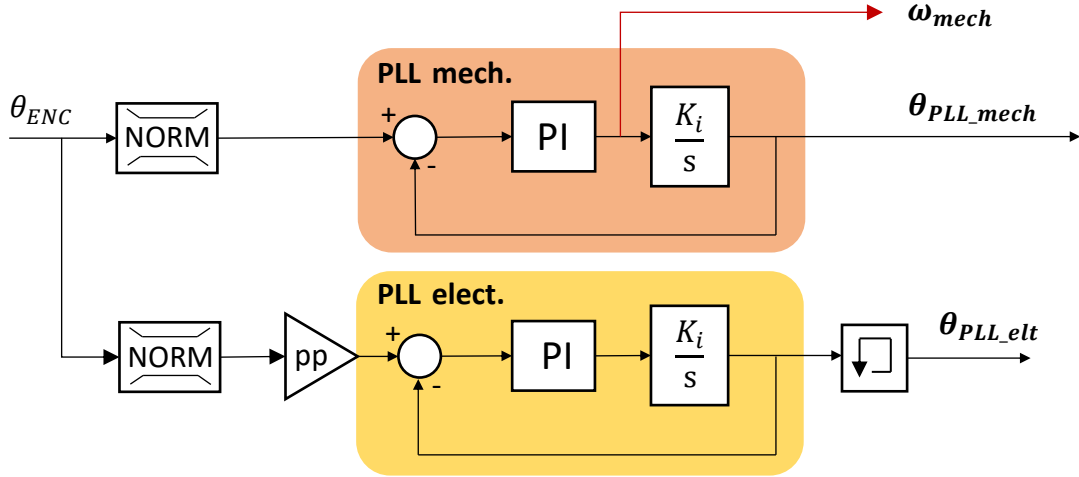 ω_mech
PLL mech.
θ_ENC
NORM
+
-
PI
K_i
s
θ_PLL_mech
PLL elect.
NORM
pp
+
-
PI
K_i
s
θ_PLL_elt